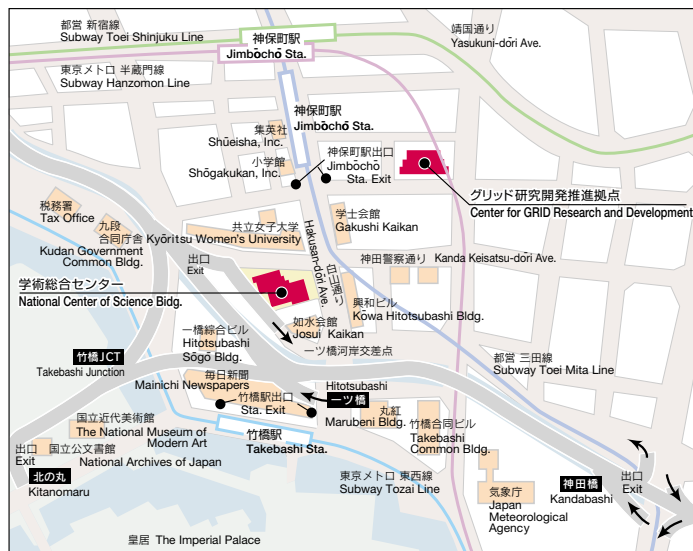 都営 新宿線
Subway Toei Shinjuku Line
神保町駅
Jimbōchō Sta.
靖国通り
Yasukuni-dōri Ave.
東京メトロ 半蔵門線
Subway Hanzomon Line
神保町駅
Jimbōchō Sta.
集英社
Shūeisha, Inc.
小学館
Shōgakukan, Inc.
神保町駅出口
Jimbōchō
Sta. Exit
グリッド研究開発推進拠点
Center for GRID Research and Development
税務署
Tax Office
九段
合同庁舎
Kudan Government
Common Bldg.
共立女子大学
Kyōritsu Women's University
学士会館
Gakushi Kaikan
出口
Exit
白山通り
Hakusan-dōri Ave.
神田警察通り Kanda Keisatsu-dōri Ave.
学術総合センター
National Center of Science Bldg.
興和ビル
Kōwa Hitotsubashi Bldg.
如水会館
Josui Kaikan
一橋綜合ビル
Hitotsubashi
Sōgō Bldg.
一ツ橋河岸交差点
竹橋JCT
Takebashi Junction
都営 三田線
Subway Toei Mita Line
毎日新聞
Mainichi Newspapers
竹橋駅出口
Sta. Exit
Hitotsubashi
一ツ橋
丸紅
Marubeni Bldg.
竹橋合同ビル
Takebashi
Common Bldg.
国立近代美術館
The National Museum of
Modern Art
竹橋駅
Takebashi Sta.
出口
Exit
国立公文書館
National Archives of Japan
北の丸
Kitanomaru
東京メトロ 東西線
Subway Tozai Line
気象庁
Japan
Meteorological
Agency
神田橋
Kandabashi
出口
Exit
皇居 The Imperial Palace